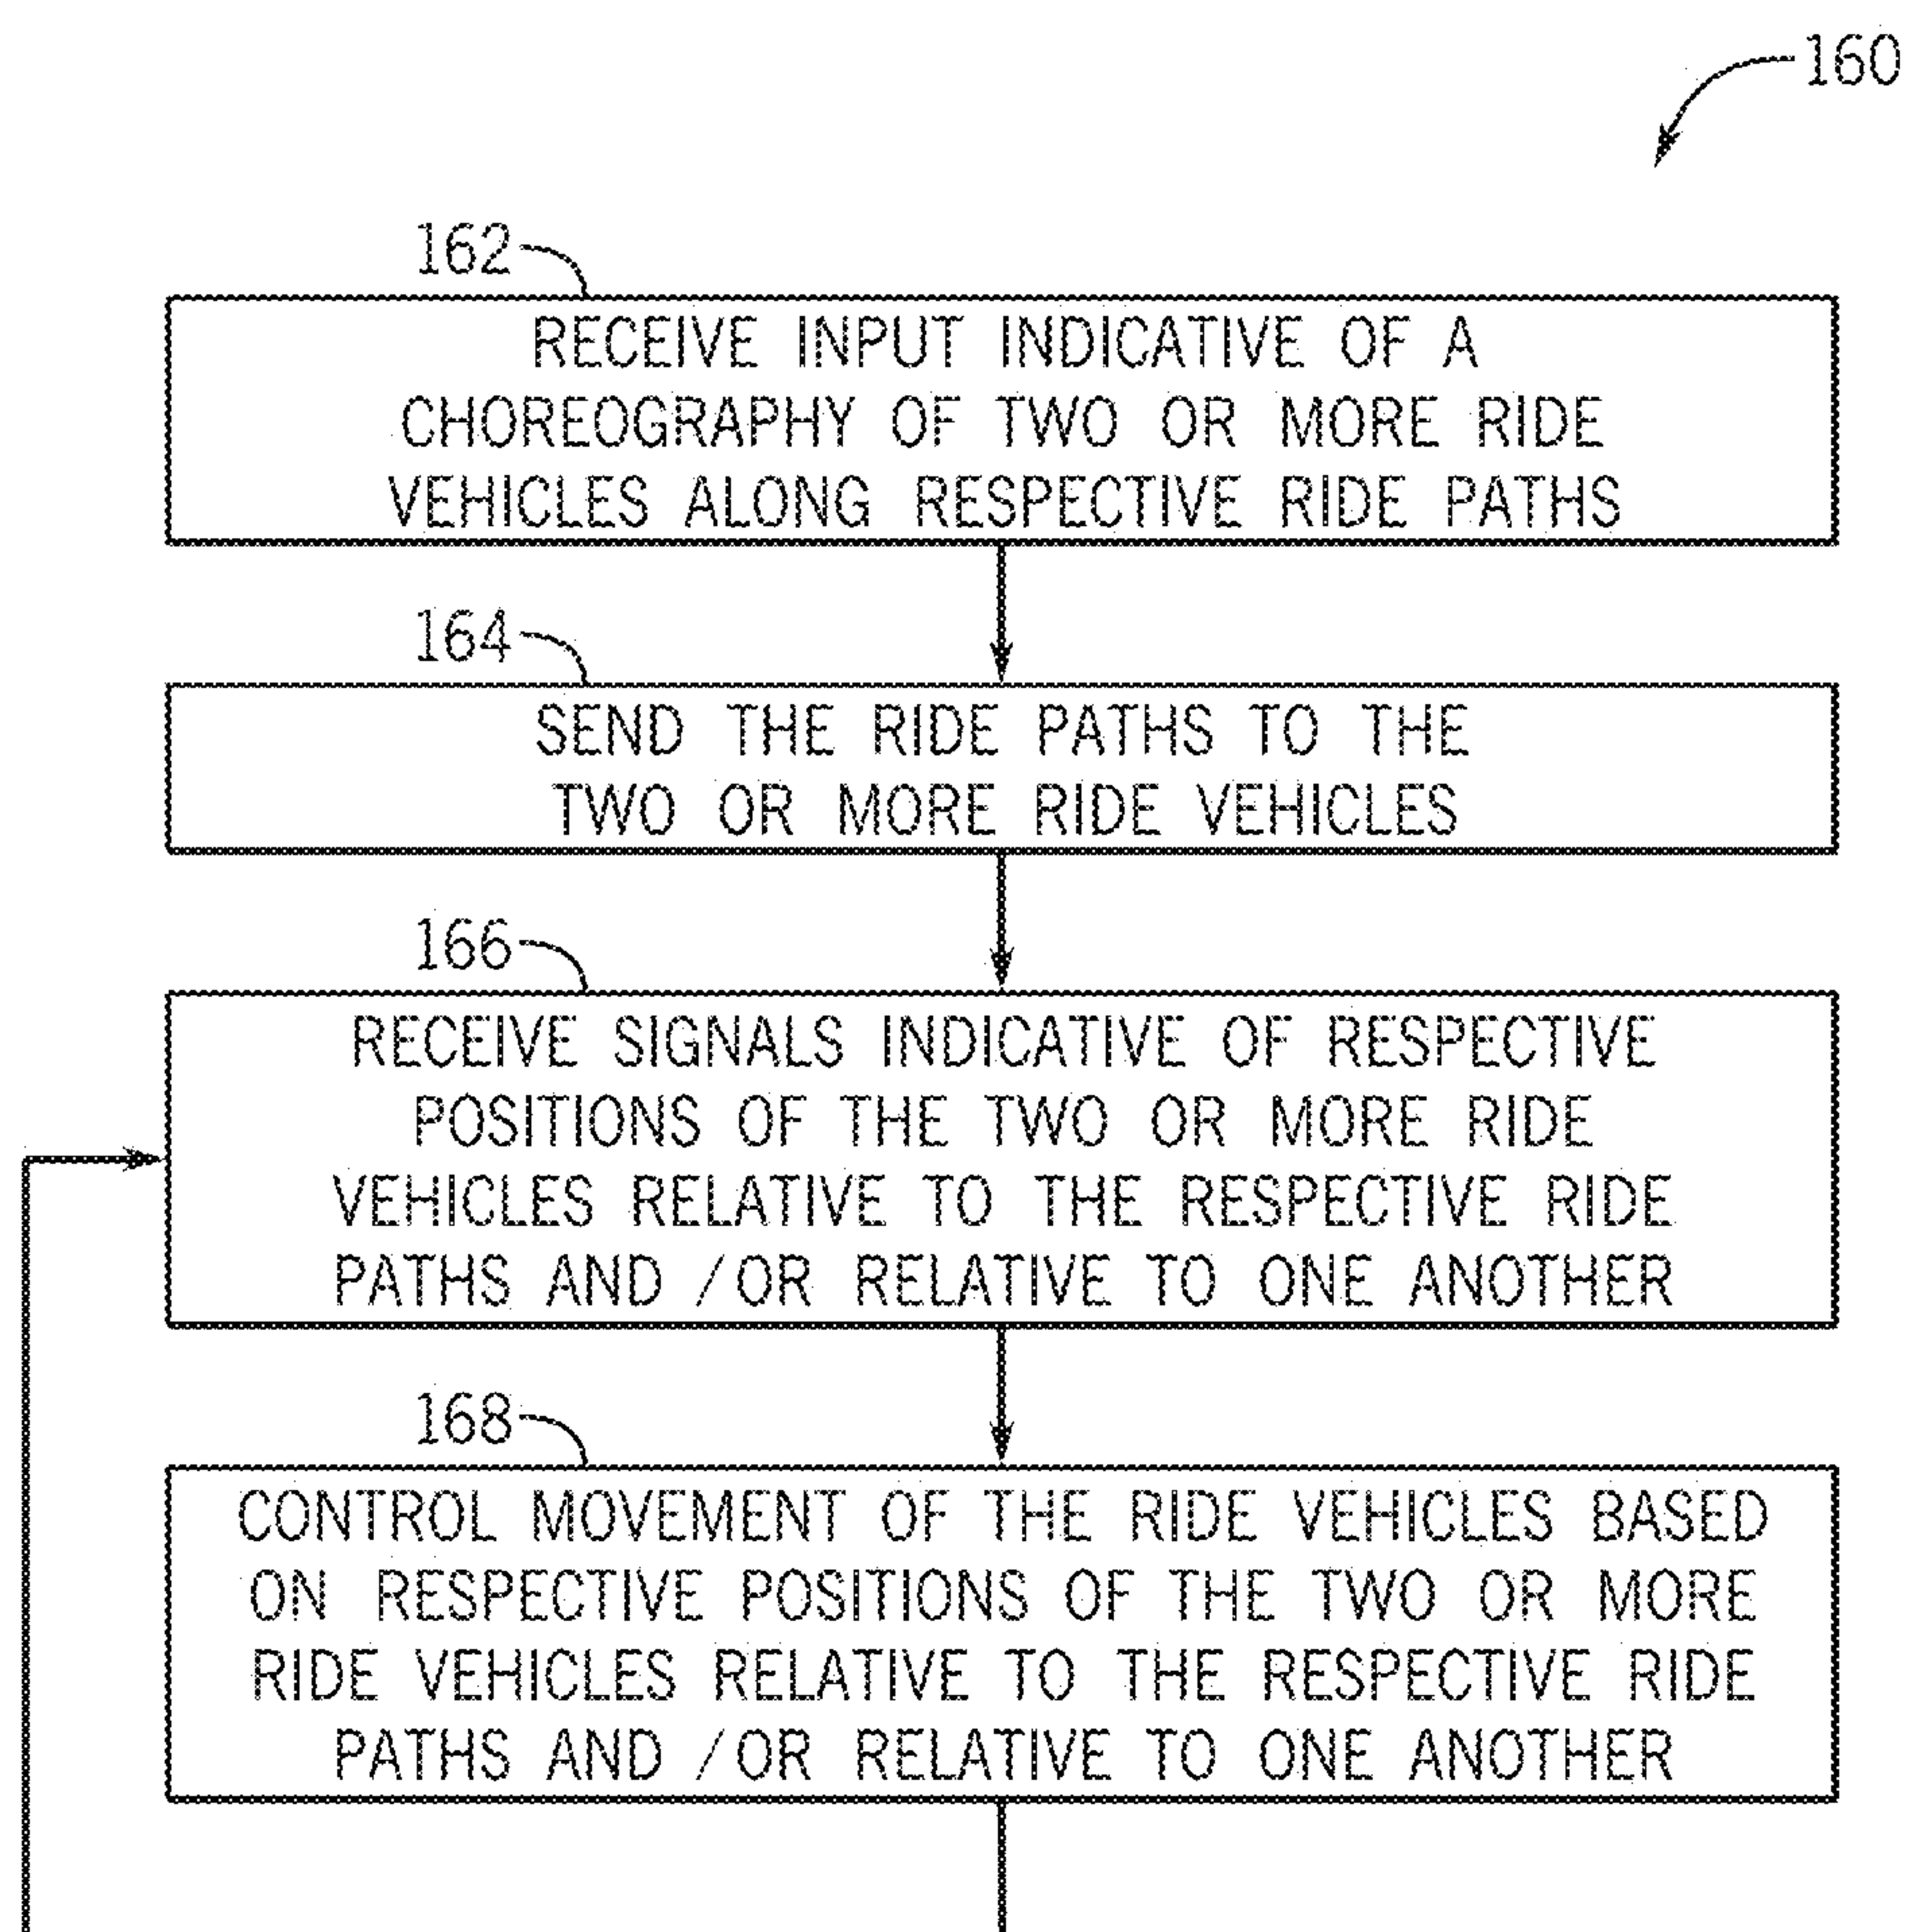 160
162
RECEIVE INPUT INDICATIVE OF A
CHOREOGRAPHY OF TWO OR MORE RIDE
VEHICLES ALONG RESPECTIVE RIDE PATHS
164
SEND THE RIDE PATHS TO THE
TWO OR MORE RIDE VEHICLES
166
RECEIVE SIGNALS INDICATIVE OF RESPECTIVE
POSITIONS OF THE TWO OR MORE RIDE
VEHICLES RELATIVE TO THE RESPECTIVE RIDE
PATHS AND /OR RELATIVE TO ONE ANOTHER
168
CONTROL MOVEMENT OF THE RIDE VEHICLES BASED
ON RESPECTIVE POSITIONS OF THE TWO OR MORE
RIDE VEHICLES RELATIVE TO THE RESPECTIVE RIDE
PATHS AND /OR RELATIVE TO ONE ANOTHER